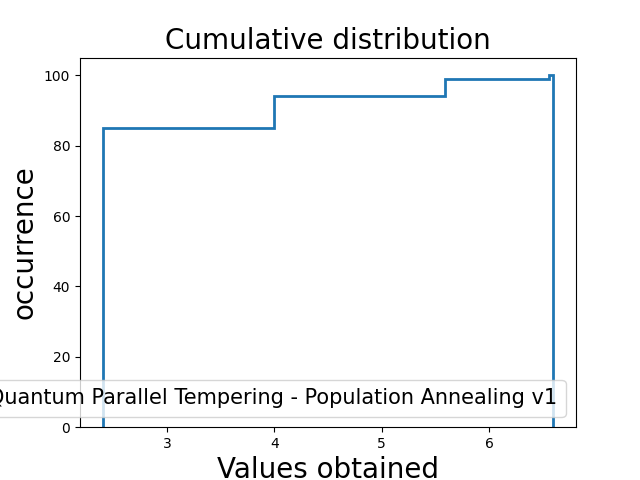 Cumulative distribution
occurrence
100
80
60
40
20
0
Quantum Parallel Tempering - Population Annealing v1
3 4 5 6
Values obtained